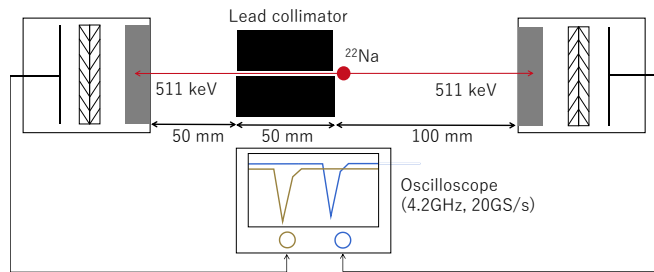 Lead collimator
²²Na
511 keV
511 keV
50 mm
50 mm
100 mm
Oscilloscope
(4.2GHz, 20GS/s)